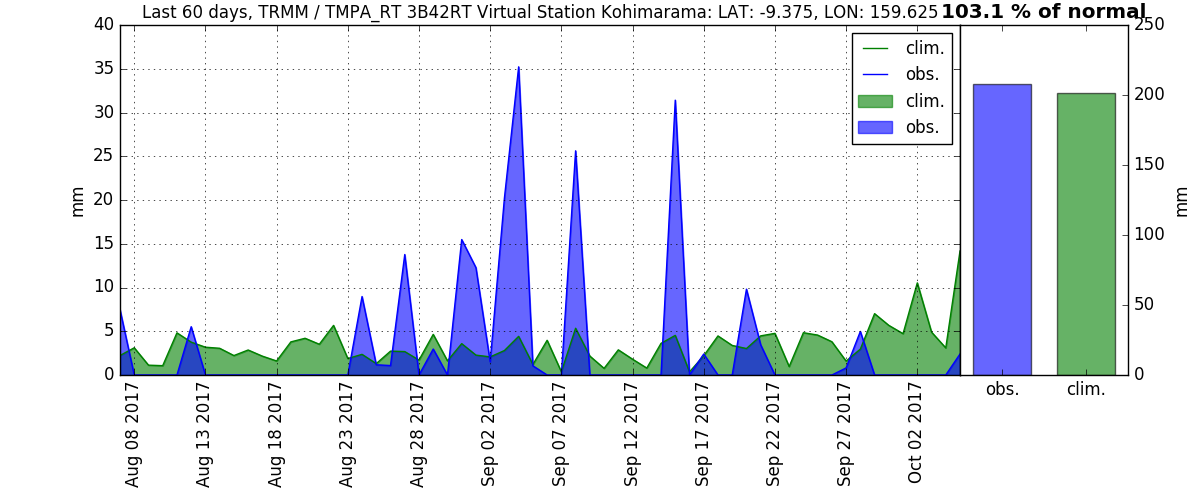 Last 60 days, TRMM / TMPA_RT 3B42RT Virtual Station Kohimarama: LAT: -9.375, LON: 159.625 103.1 % of normal
40
35
30
25
20
15
10
5
0
mm
clim.
obs.
clim.
obs.
250
200
150
100
50
0
mm
Aug 08 2017
Aug 13 2017
Aug 18 2017
Aug 23 2017
Aug 28 2017
Sep 02 2017
Sep 07 2017
Sep 12 2017
Sep 17 2017
Sep 22 2017
Sep 27 2017
Oct 02 2017
obs. clim.